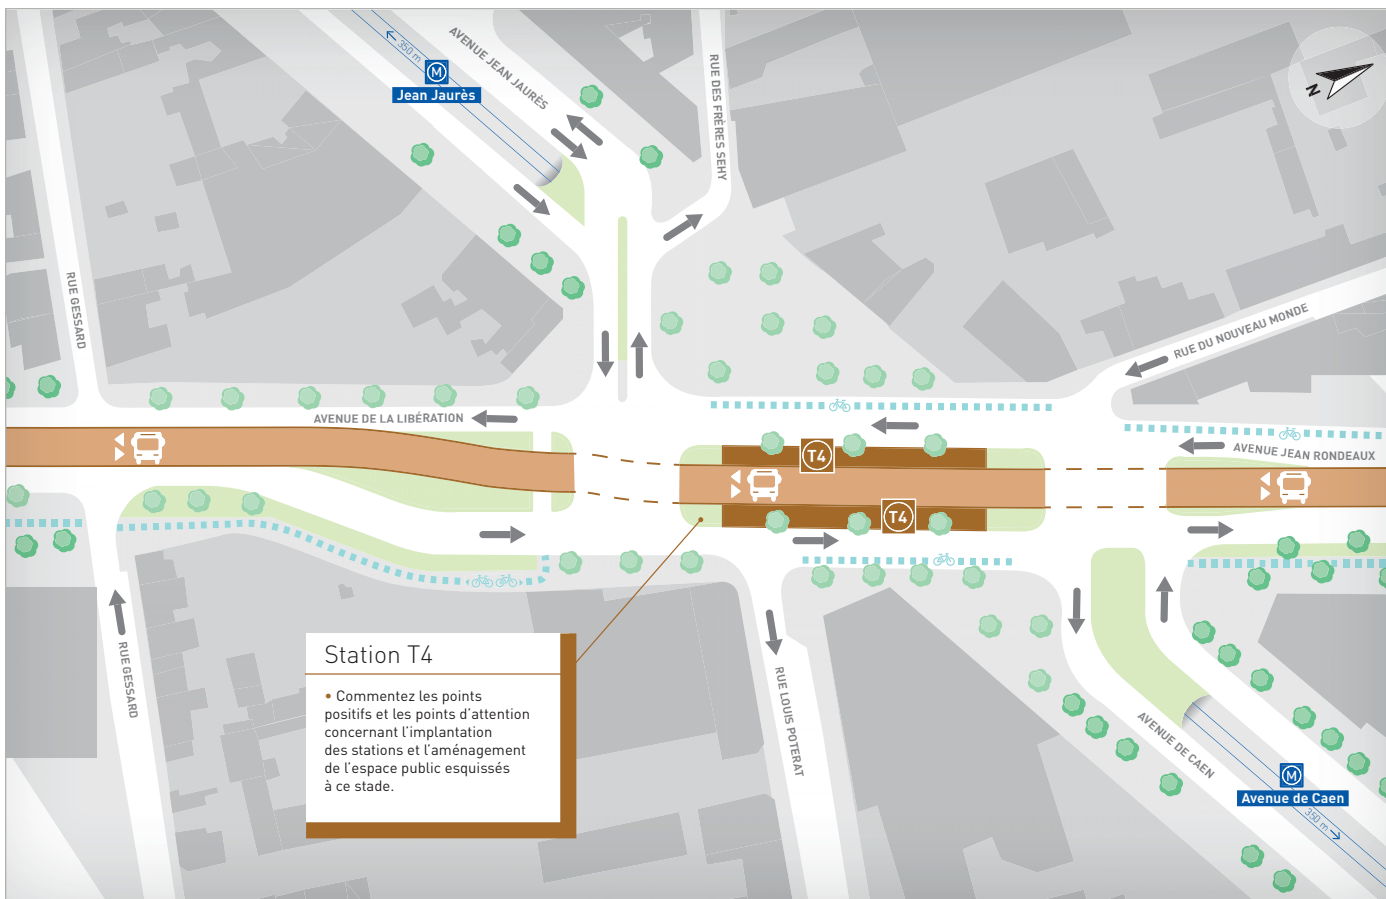 350 m
M
Jean Jaurès
AVENUE JEAN JAURÈS
RUE DES FRÈRES SEHY
N
RUE GESSARD
RUE DU NOUVEAU MONDE
AVENUE DE LA LIBÉRATION
AVENUE JEAN RONDEAUX
T4
T4
RUE GESSARD
Station T4
• Commentez les points
positifs et les points d’attention
concernant l’implantation
des stations et l’aménagement
de l’espace public esquissés
à ce stade.
RUE LOUIS POTERAT
AVENUE DE CAEN
M
Avenue de Caen
350 m